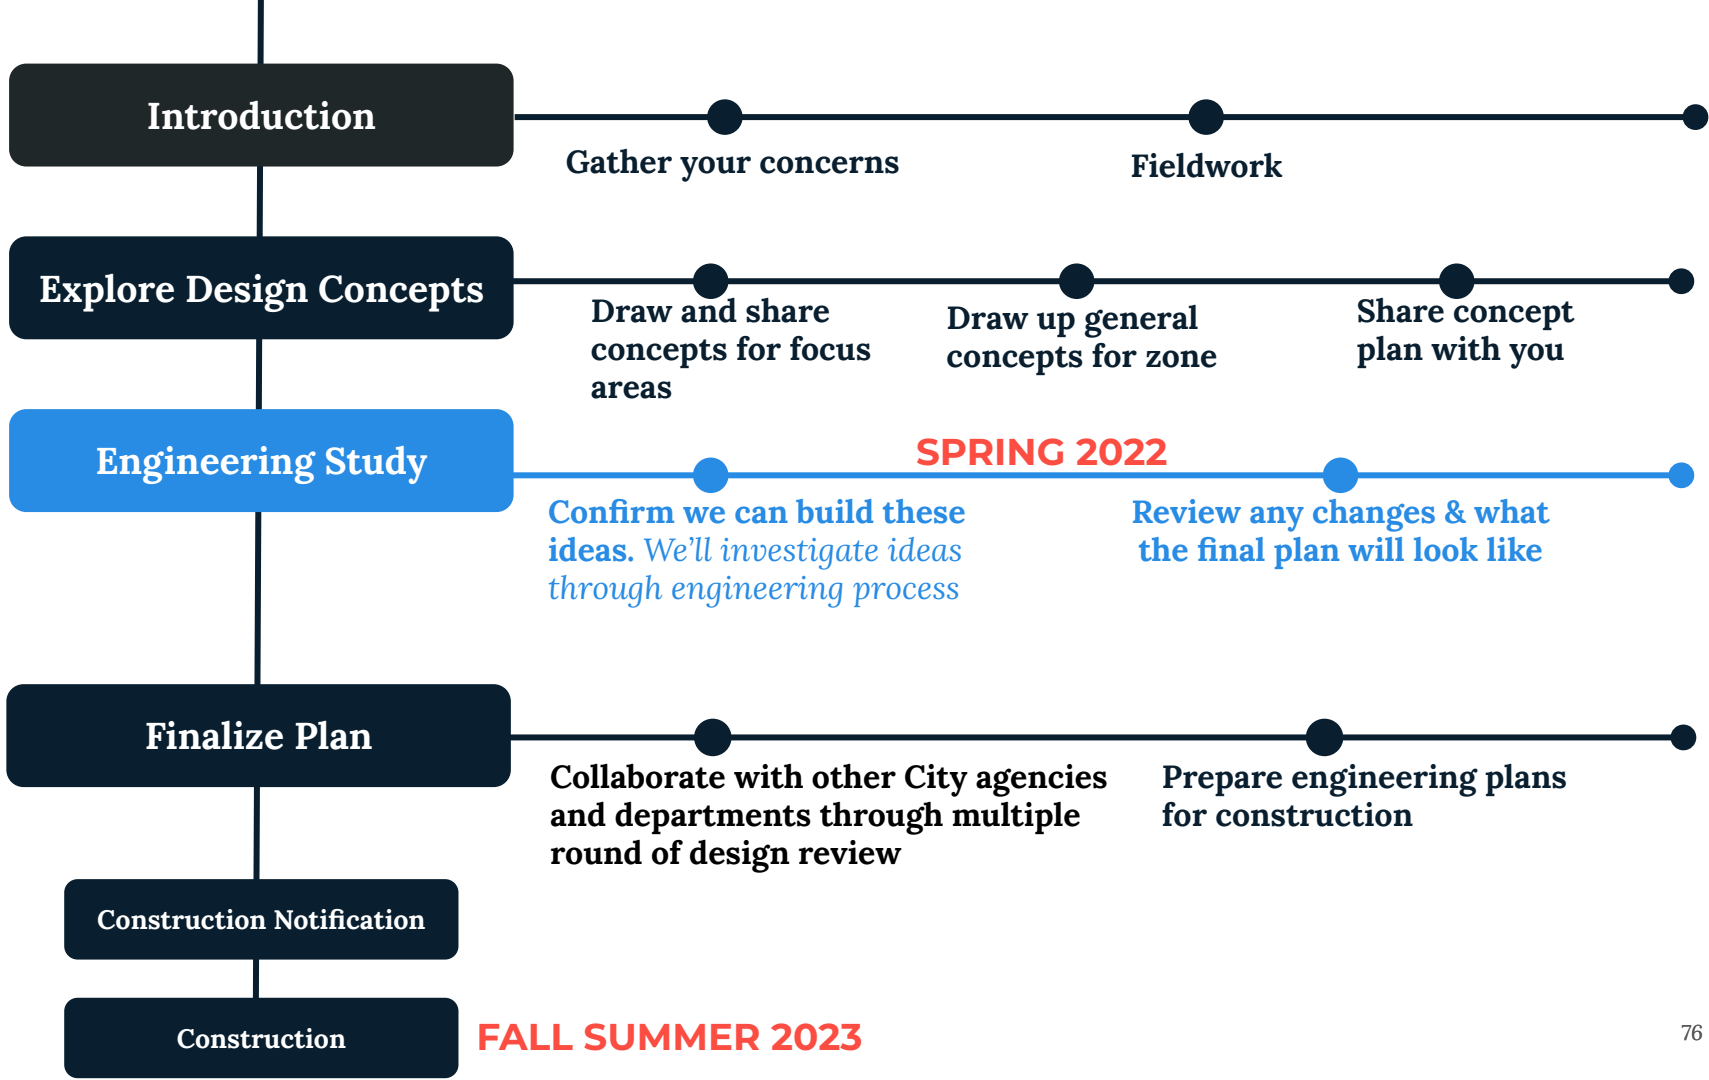 Introduction
Gather your concerns
Fieldwork
Explore Design Concepts
Draw and share
concepts for focus
areas
Draw up general
concepts for zone
Share concept
plan with you
Engineering Study
SPRING 2022
Confirm we can build these
ideas. We’ll investigate ideas
through engineering process
Review any changes & what
the final plan will look like
Finalize Plan
Collaborate with other City agencies
and departments through multiple
round of design review
Prepare engineering plans
for construction
Construction Notification
Construction
FALL SUMMER 2023
76